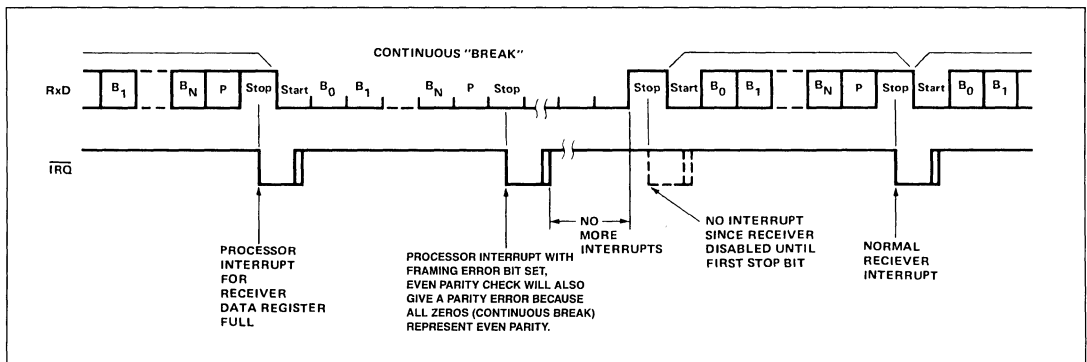 CONTINUOUS "BREAK"
RxD B1 BN P Stop Start B0 B1 BN P Stop Stop Start B0 B1 BN P Stop Start B0 B1
IRQ
NO
MORE
INTERRUPTS
PROCESSOR
INTERRUPT
FOR
RECEIVER
DATA REGISTER
FULL
PROCESSOR INTERRUPT WITH
FRAMING ERROR BIT SET,
EVEN PARITY CHECK WILL ALSO
GIVE A PARITY ERROR BECAUSE
ALL ZEROS (CONTINUOUS BREAK)
REPRESENT EVEN PARITY.
NO INTERRUPT
SINCE RECEIVER
DISABLED UNTIL
FIRST STOP BIT
NORMAL
RECIEVER
INTERRUPT